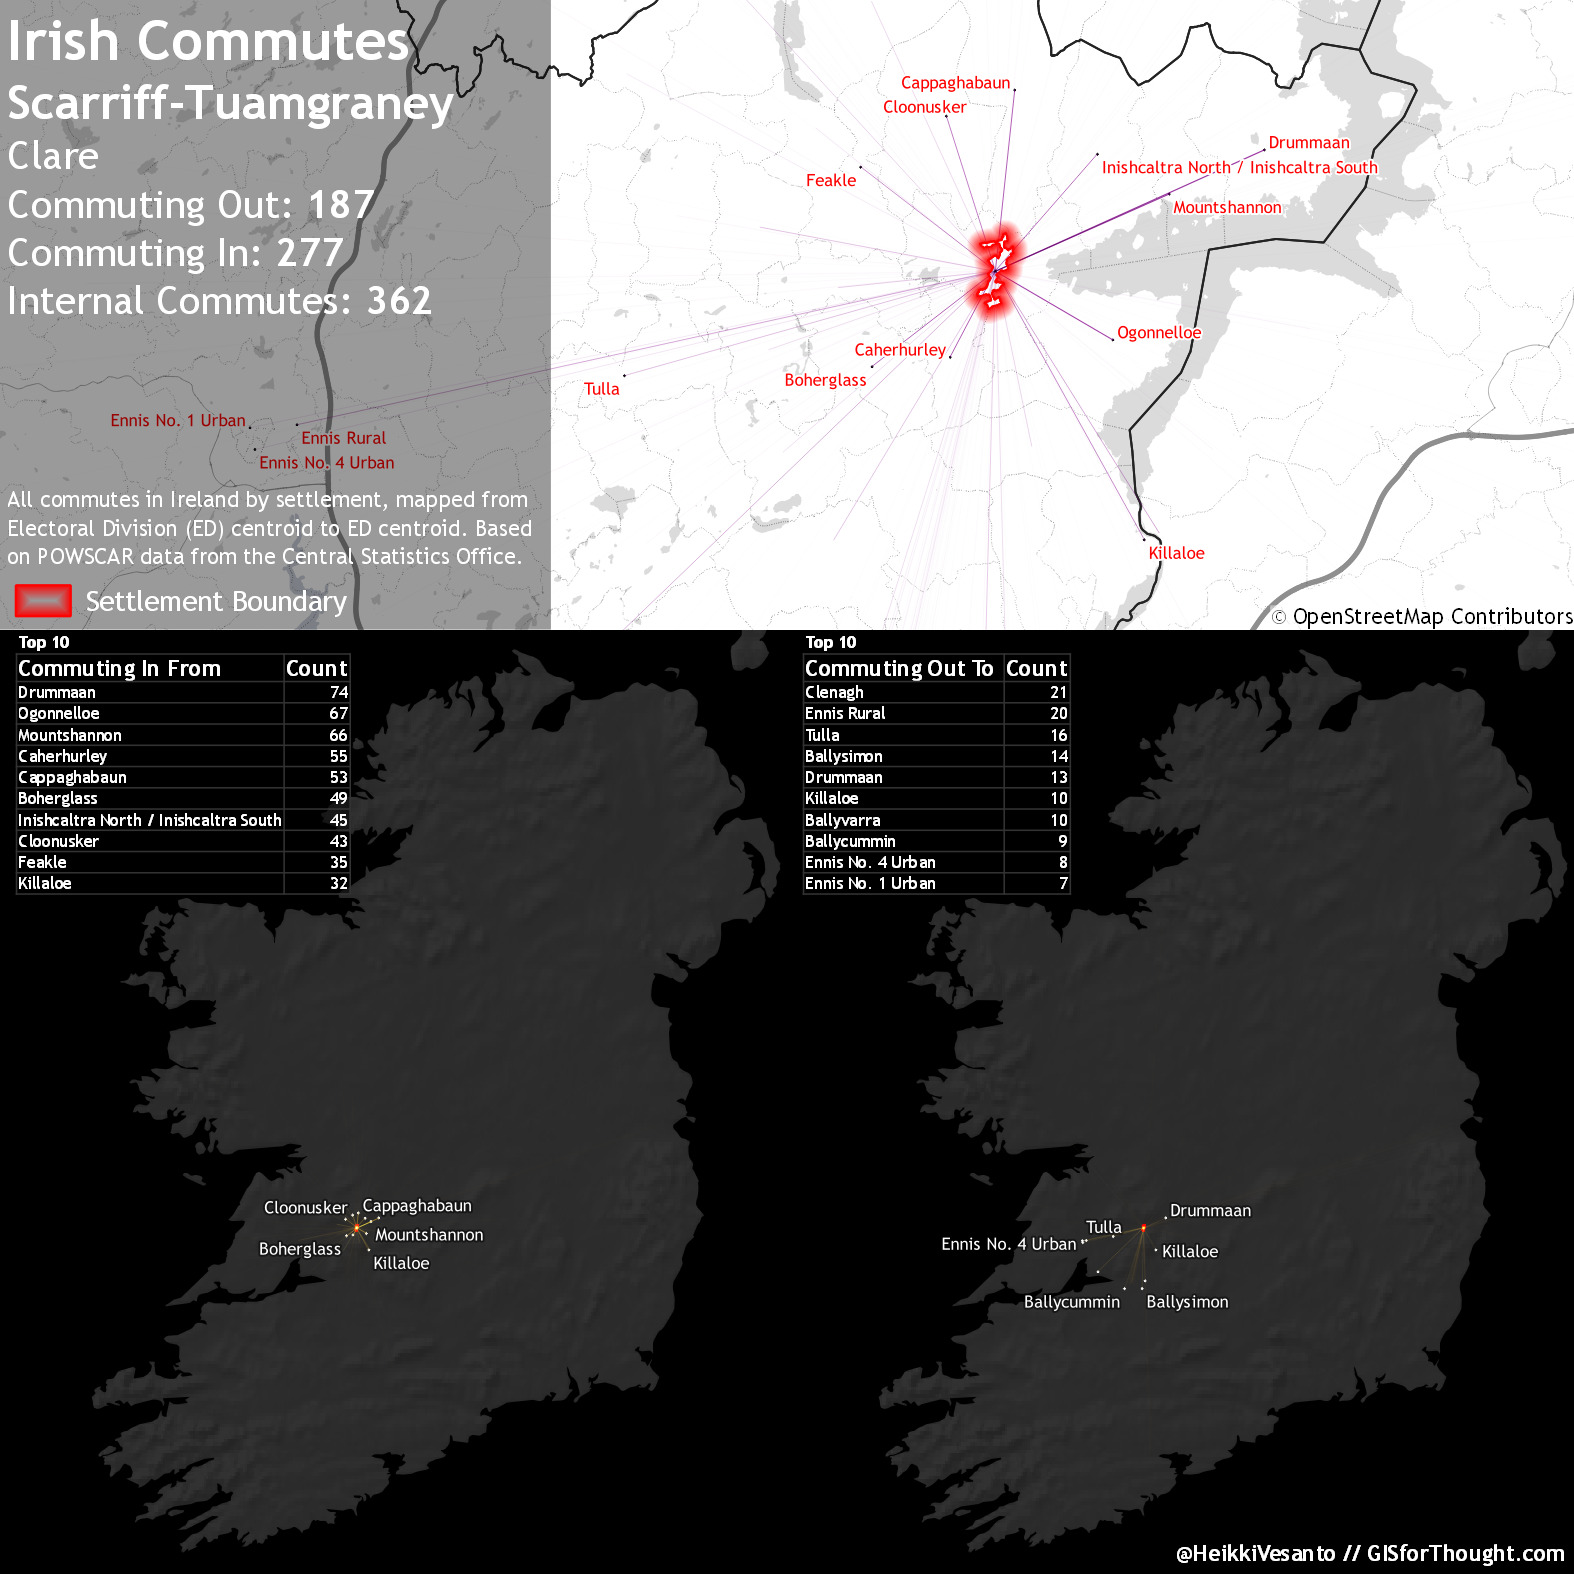 Irish Commutes
Scarriff-Tuamgraney
Clare
Commuting Out: 187
Commuting In: 277
Internal Commutes: 362
Cappaghabaun
Cloonusker
Drummaan
Inishcaltra North / Inishcaltra South
Feakle
Mountshannon
Ogonnelloe
Caherhurley
Boherglass
Tulla
Ennis No. 1 Urban
Ennis Rural
Ennis No. 4 Urban
Killaloe
All commutes in Ireland by settlement, mapped from
Electoral Division (ED) centroid to ED centroid. Based
on POWSCAR data from the Central Statistics Office.
Settlement Boundary
© OpenStreetMap Contributors
Top 10
Commuting In From Count
Drummaan 74
Ogonnelloe 67
Mountshannon 66
Caherhurley 55
Cappaghabaun 53
Boherglass 49
Inishcaltra North / Inishcaltra South 45
Cloonusker 43
Feakle 35
Killaloe 32
Top 10
Commuting Out To Count
Clenagh 21
Ennis Rural 20
Tulla 16
Ballysimon 14
Drummaan 13
Killaloe 10
Ballyvarra 10
Ballycummin 9
Ennis No. 4 Urban 8
Ennis No. 1 Urban 7
Cloonusker
Cappaghabaun
Mountshannon
Boherglass
Killaloe
Drummaan
Tulla
Ennis No. 4 Urban
Killaloe
Ballycummin
Ballysimon
@HeikkiVesanto // GISforThought.com